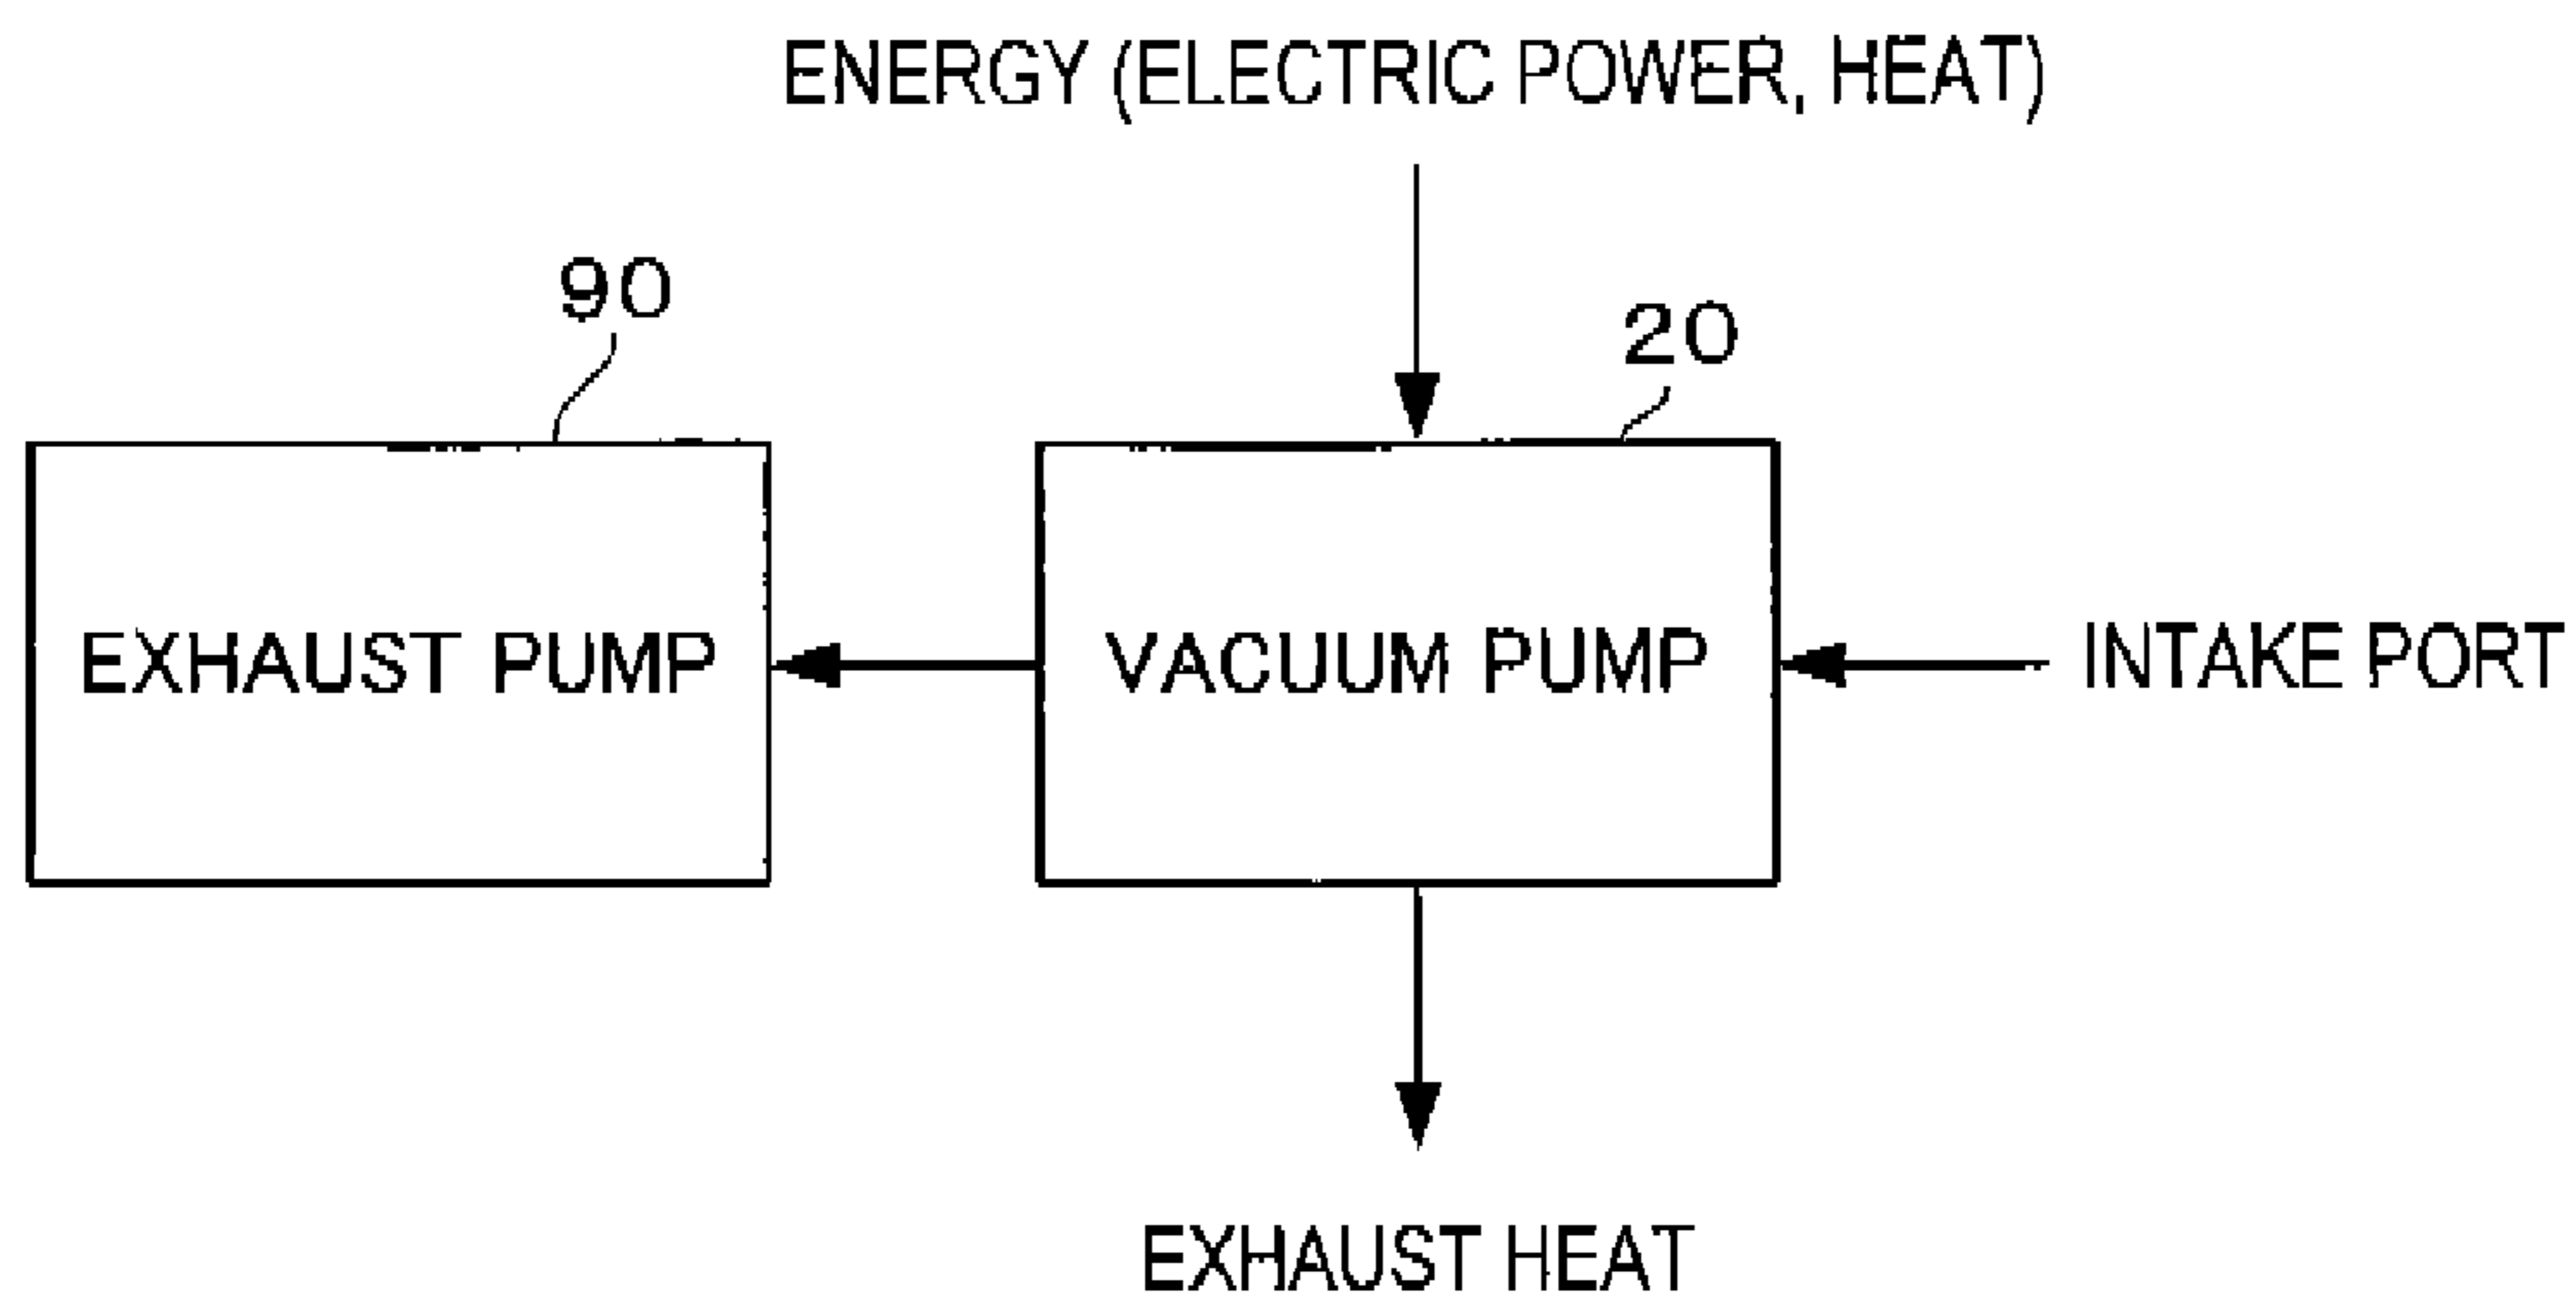 ENERGY (ELECTRIC POWER, HEAT)
90
20
EXHAUST PUMP
VACUUM PUMP
INTAKE PORT
EXHAUST HEAT